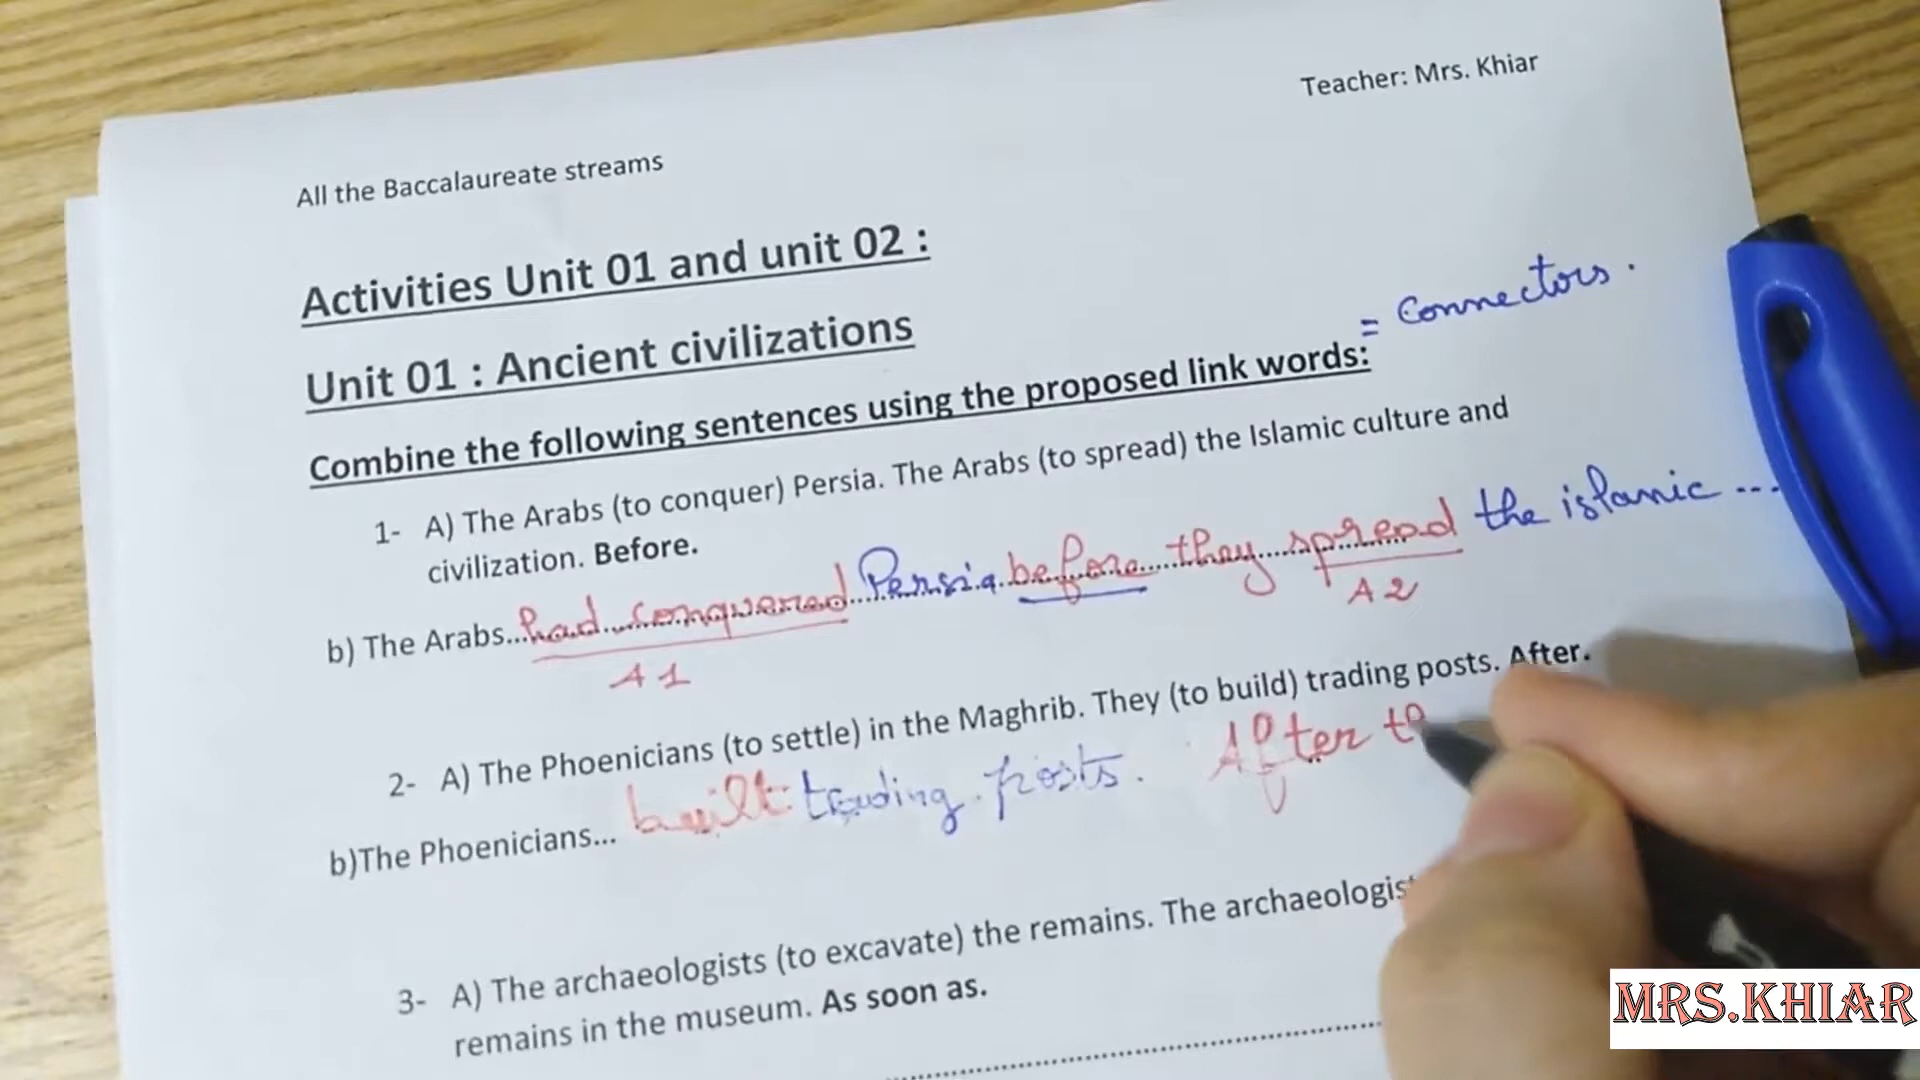 Teacher: Mrs. Khiar
All the Baccalaureate streams
Activities Unit 01 and unit 02 :
Unit 01 : Ancient civilizations
= Connectors.
Combine the following sentences using the proposed link words:
1- A) The Arabs (to conquer) Persia. The Arabs (to spread) the Islamic culture and
civilization. Before.
b) The Arabs...had conquered Persia before they spread the islamic ...
A1 A2
2- A) The Phoenicians (to settle) in the Maghrib. They (to build) trading posts. After.
b)The Phoenicians... built trading posts. After th
3- A) The archaeologists (to excavate) the remains. The archaeologist
remains in the museum. As soon as.
MRS.KHIAR